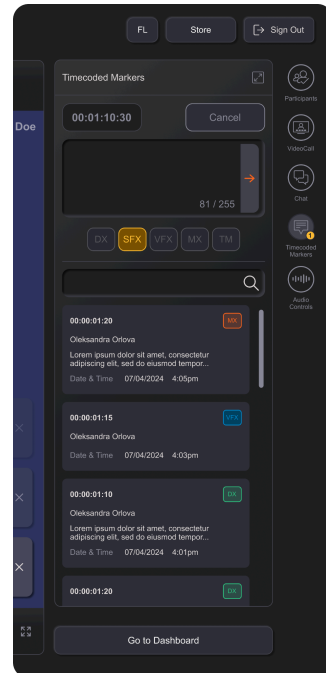 FL
Store
Sign Out
Timecoded Markers
Participants
00:01:10:30
Cancel
Doe
VideoCall
81 / 255
Chat
DX
SFX
VFX
MX
TM
1
Timecoded
Markers
Audio
Controls
00:00:01:20
MX
Oleksandra Orlova
Lorem ipsum dolor sit amet, consectetur
adipiscing elit, sed do eiusmod tempor...
Date & Time 07/04/2024 4:05pm
00:00:01:15
VFX
Oleksandra Orlova
Date & Time 07/04/2024 4:03pm
00:00:01:10
DX
Oleksandra Orlova
Lorem ipsum dolor sit amet, consectetur
adipiscing elit, sed do eiusmod tempor...
Date & Time 07/04/2024 4:01pm
00:00:01:20
DX
Go to Dashboard